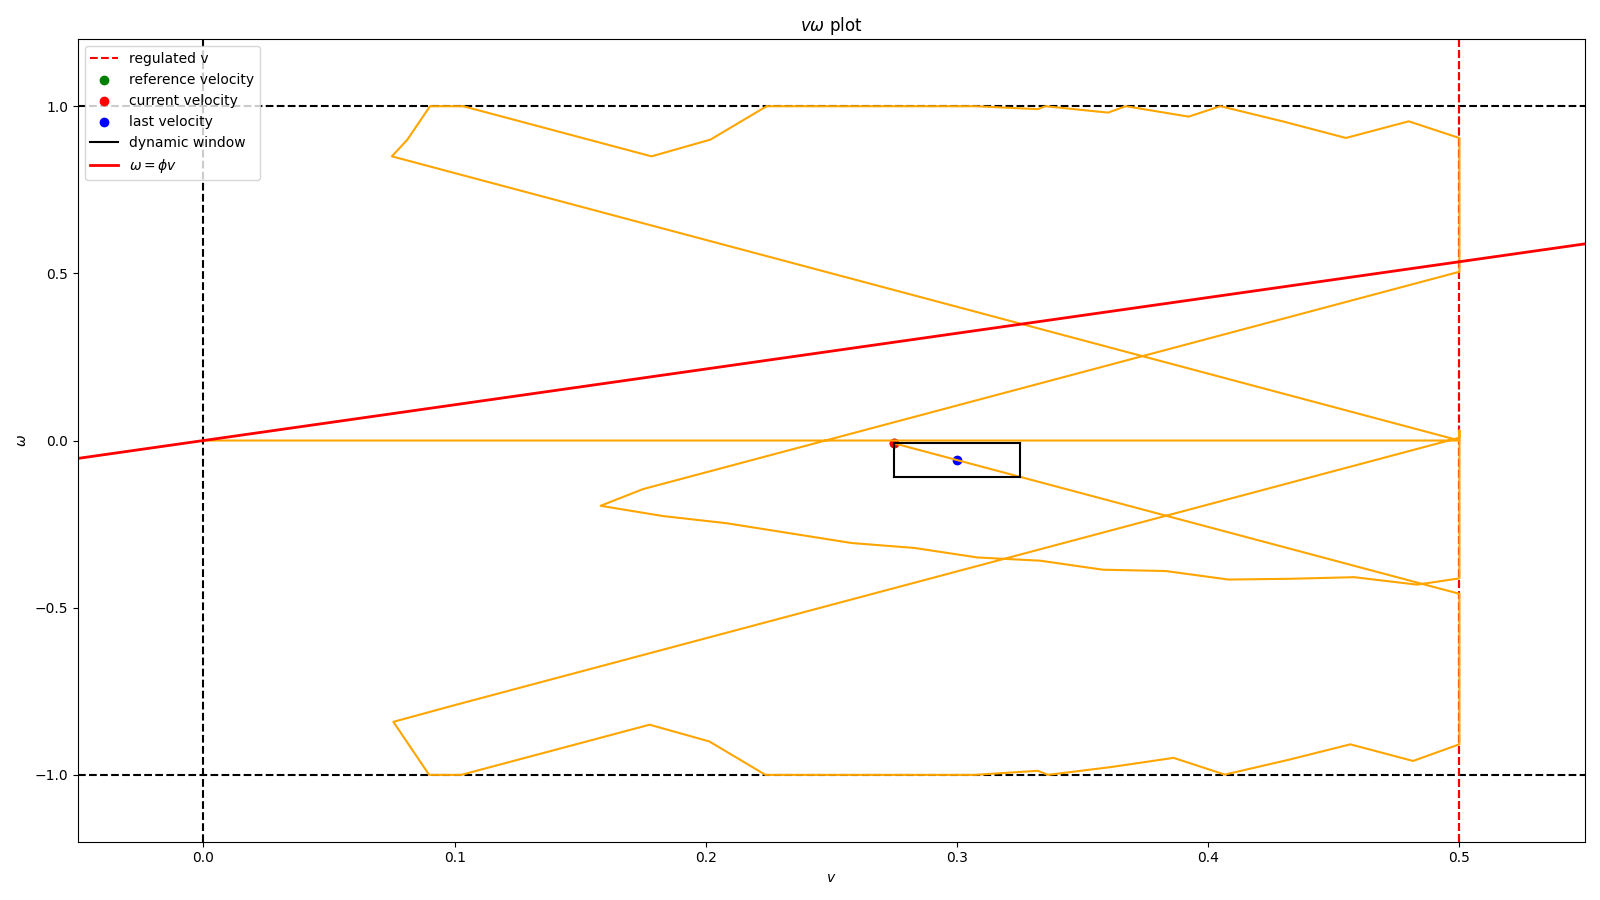 vω plot
regulated v
reference velocity
current velocity
last velocity
dynamic window
ω = ϕv
1.0
0.5
0.0
−0.5
−1.0
ω
0.0 0.1 0.2 0.3 0.4 0.5
v